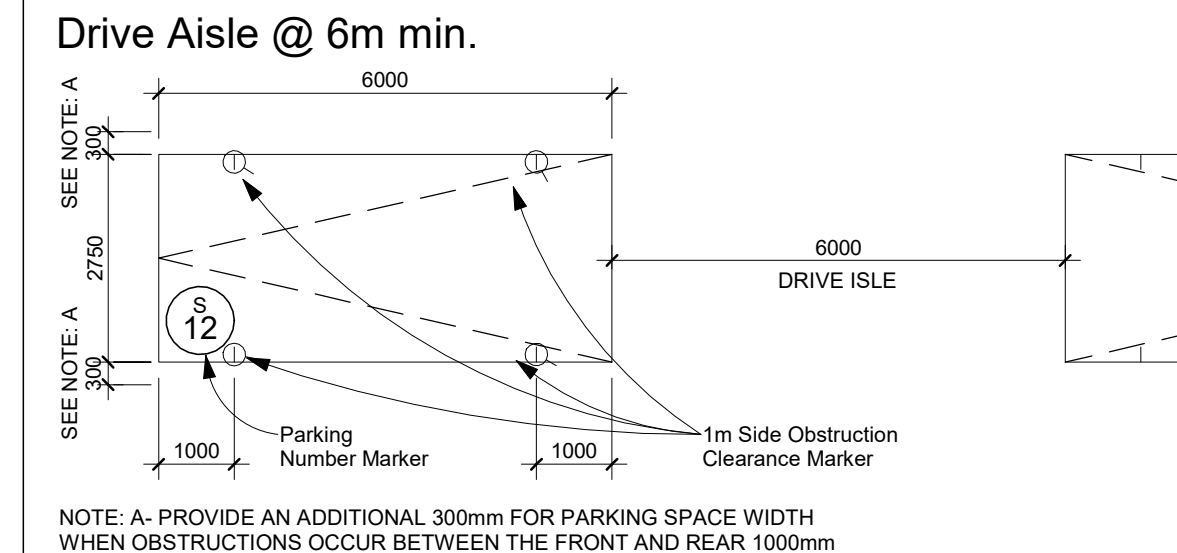 Drive Aisle @ 6m min.
6000
SEE NOTE: A
300
2750
SEE NOTE: A
300
S
12
6000
DRIVE ISLE
1000
Parking
Number Marker
1000
1m Side Obstruction
Clearance Marker
NOTE: A- PROVIDE AN ADDITIONAL 300mm FOR PARKING SPACE WIDTH
WHEN OBSTRUCTIONS OCCUR BETWEEN THE FRONT AND REAR 1000mm